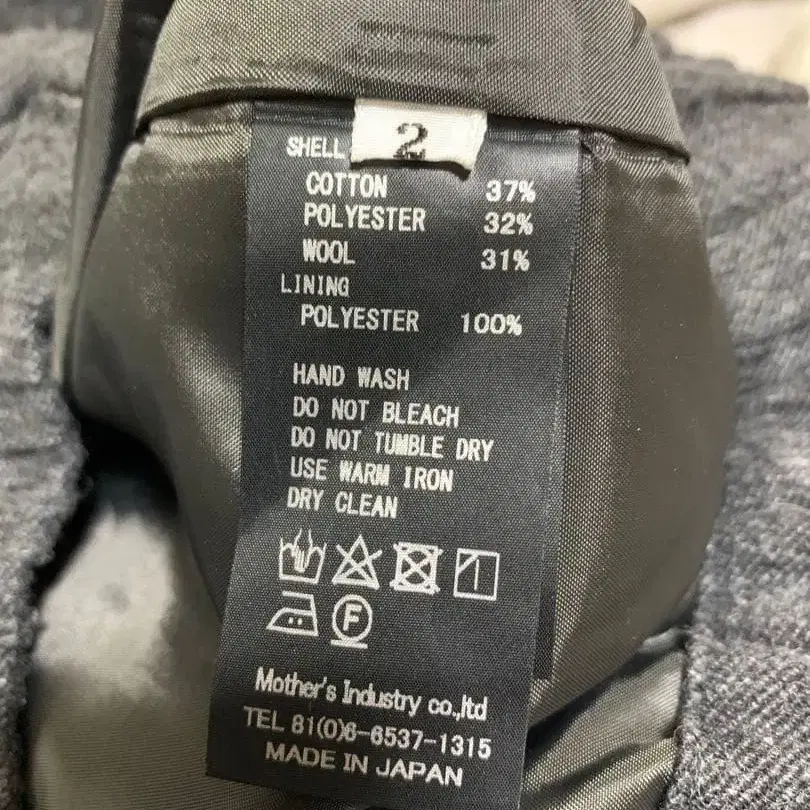 2
SHELL
COTTON 37%
POLYESTER 32%
WOOL 31%
LINING
POLYESTER 100%
HAND WASH
DO NOT BLEACH
DO NOT TUMBLE DRY
USE WARM IRON
DRY CLEAN
F
Mother's Industry co.,ltd
TEL 81(0)6-6537-1315
MADE IN JAPAN